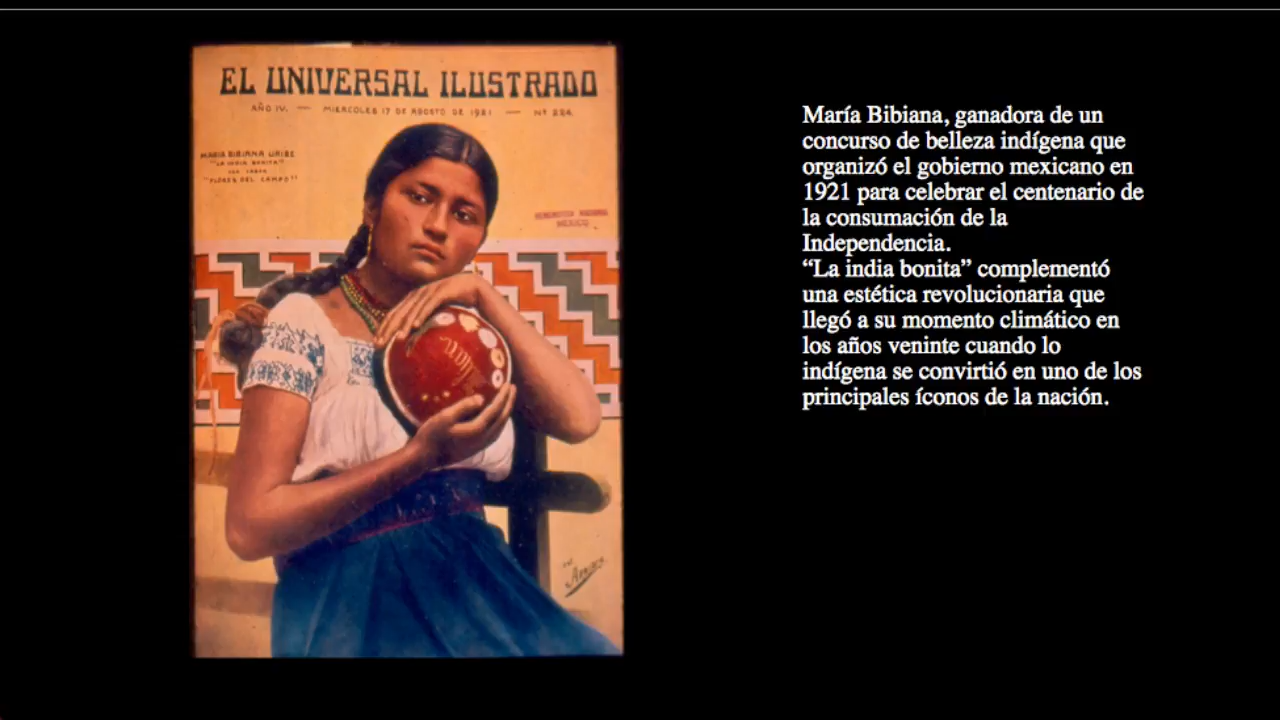 EL UNIVERSAL ILUSTRADO
AÑO IV. — MIERCOLES 17 DE AGOSTO DE 1921 — Nº 224
MARIA BIBIANA URIBE
"LA INDIA BONITA"
"FLORES DEL CAMPO"
HEMEROTECA NACIONAL
MEXICO
María Bibiana, ganadora de un
concurso de belleza indígena que
organizó el gobierno mexicano en
1921 para celebrar el centenario de
la consumación de la
Independencia.
“La india bonita” complementó
una estética revolucionaria que
llegó a su momento climático en
los años veninte cuando lo
indígena se convirtió en uno de los
principales íconos de la nación.